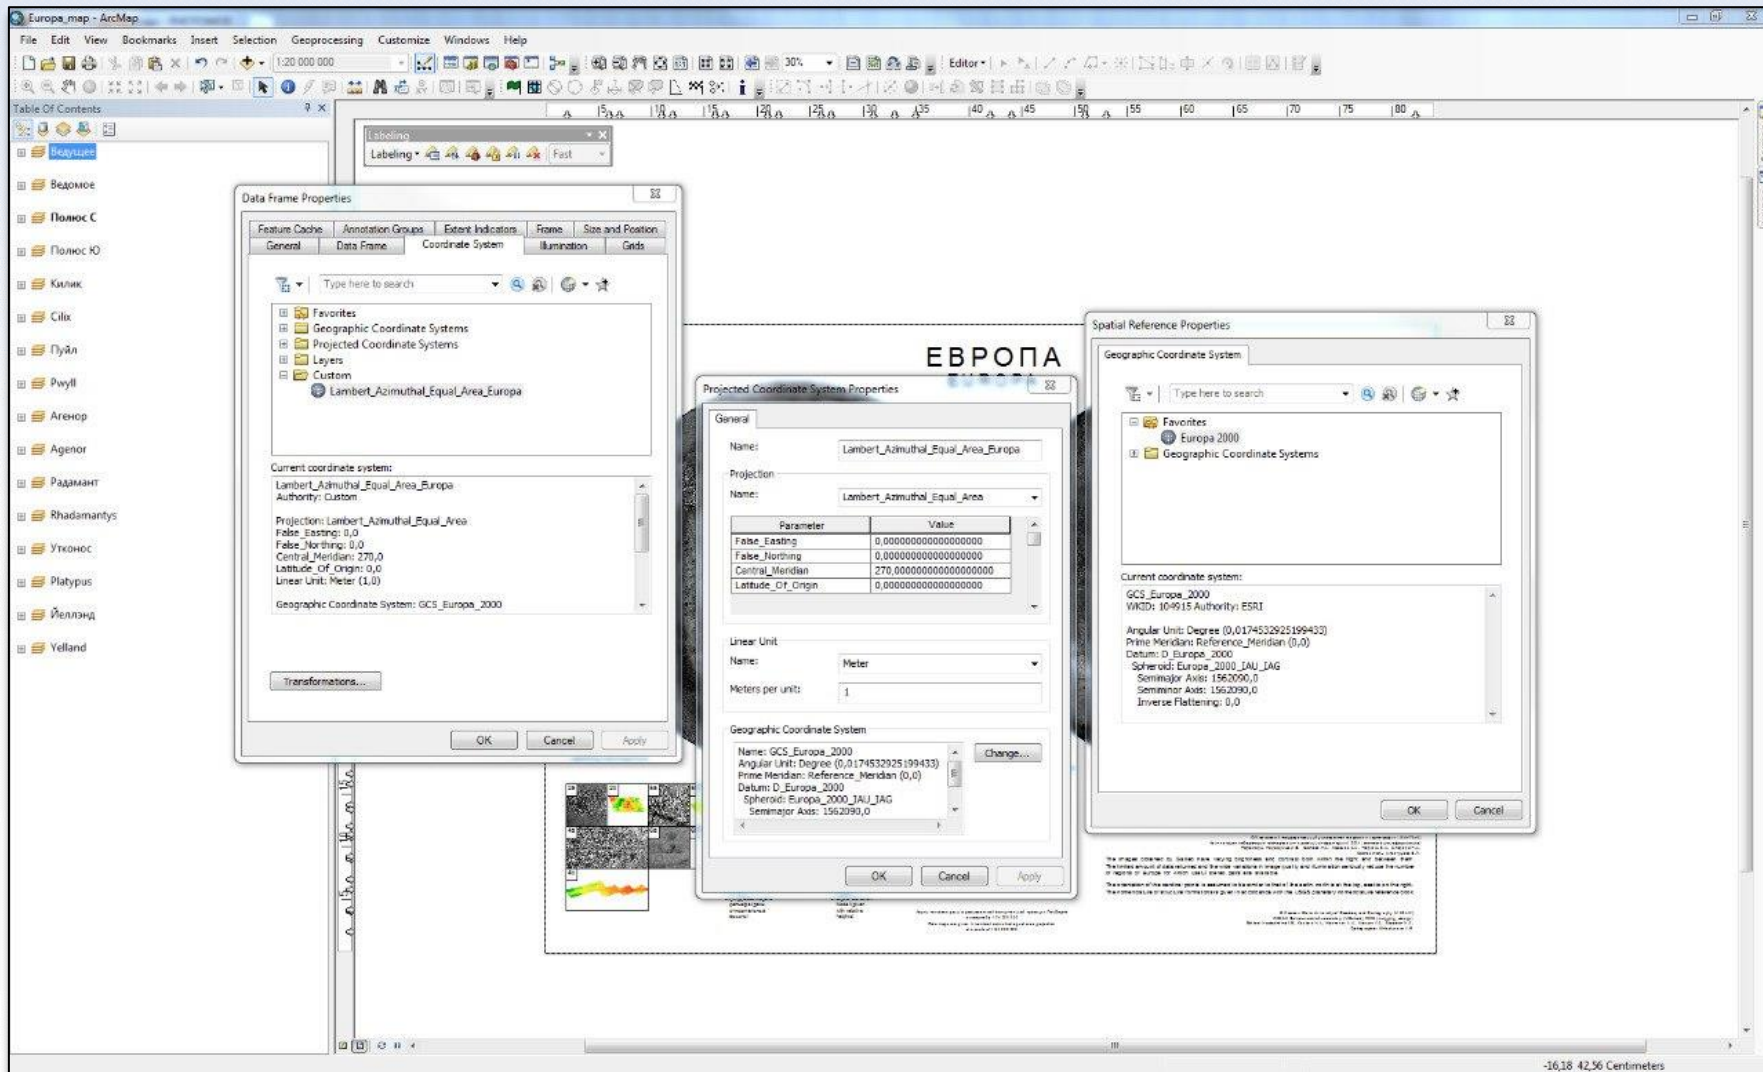 Europa_map - ArcMap
File Edit View Bookmarks Insert Selection Geoprocessing Customize Windows Help
1:20 000 000
30%
Editor
Table Of Contents
Ведущее
Ведомое
Полюс С
Полюс Ю
Килик
Cilix
Пуйл
Pwyll
Агенор
Agenor
Радамант
Rhadamantys
Утконос
Platypus
Йеллэнд
Yelland
Labeling
Labeling Fast
Data Frame Properties
Feature Cache Annotation Groups Extent Indicators Frame Size and Position
General Data Frame Coordinate System Illumination Grids
Type here to search
Favorites
Geographic Coordinate Systems
Projected Coordinate Systems
Layers
Custom
Lambert_Azimuthal_Equal_Area_Europa
Current coordinate system:
Lambert_Azimuthal_Equal_Area_Europa
Authority: Custom
Projection: Lambert_Azimuthal_Equal_Area
False_Easting: 0,0
False_Northing: 0,0
Central_Meridian: 270,0
Latitude_Of_Origin: 0,0
Linear Unit: Meter (1,0)
Geographic Coordinate System: GCS_Europa_2000
Transformations...
OK Cancel Apply
ЕВРОПА
EUROPA
Projected Coordinate System Properties
General
Name: Lambert_Azimuthal_Equal_Area_Europa
Projection
Name: Lambert_Azimuthal_Equal_Area
Parameter Value
False_Easting 0,000000000000000000
False_Northing 0,000000000000000000
Central_Meridian 270,000000000000000000
Latitude_Of_Origin 0,000000000000000000
Linear Unit
Name: Meter
Meters per unit: 1
Geographic Coordinate System
Name: GCS_Europa_2000
Angular Unit: Degree (0,0174532925199433)
Prime Meridian: Reference_Meridian (0,0)
Datum: D_Europa_2000
Spheroid: Europa_2000_IAU_IAG
Semimajor Axis: 1562090,0
Change...
OK Cancel Apply
Spatial Reference Properties
Geographic Coordinate System
Type here to search
Favorites
Europa 2000
Geographic Coordinate Systems
Current coordinate system:
GCS_Europa_2000
WKID: 104915 Authority: ESRI
Angular Unit: Degree (0,0174532925199433)
Prime Meridian: Reference_Meridian (0,0)
Datum: D_Europa_2000
Spheroid: Europa_2000_IAU_IAG
Semimajor Axis: 1562090,0
Semiminor Axis: 1562090,0
Inverse Flattening: 0,0
OK Cancel
-16,18 42,56 Centimeters